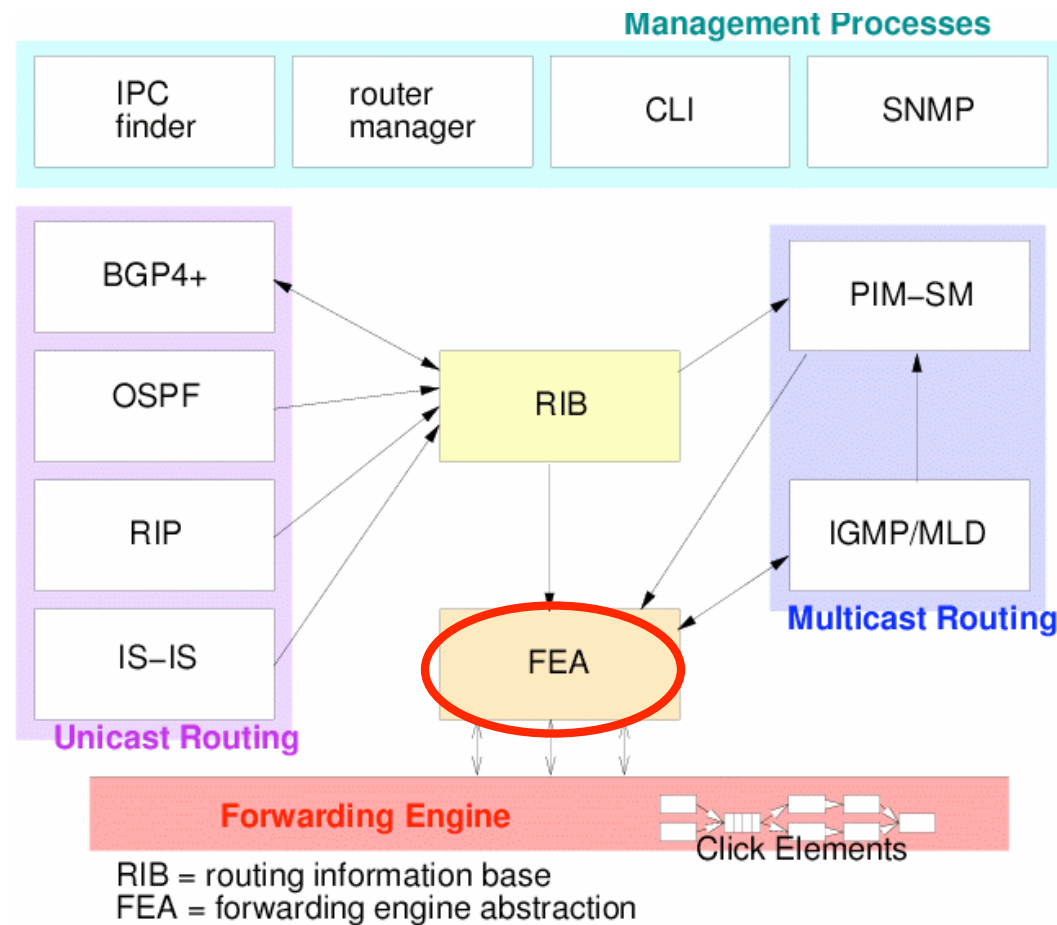 Management Processes
IPC
finder
router
manager
CLI
SNMP
BGP4+
OSPF
RIP
IS–IS
Unicast Routing
RIB
FEA
PIM–SM
IGMP/MLD
Multicast Routing
Forwarding Engine
Click Elements
RIB = routing information base
FEA = forwarding engine abstraction